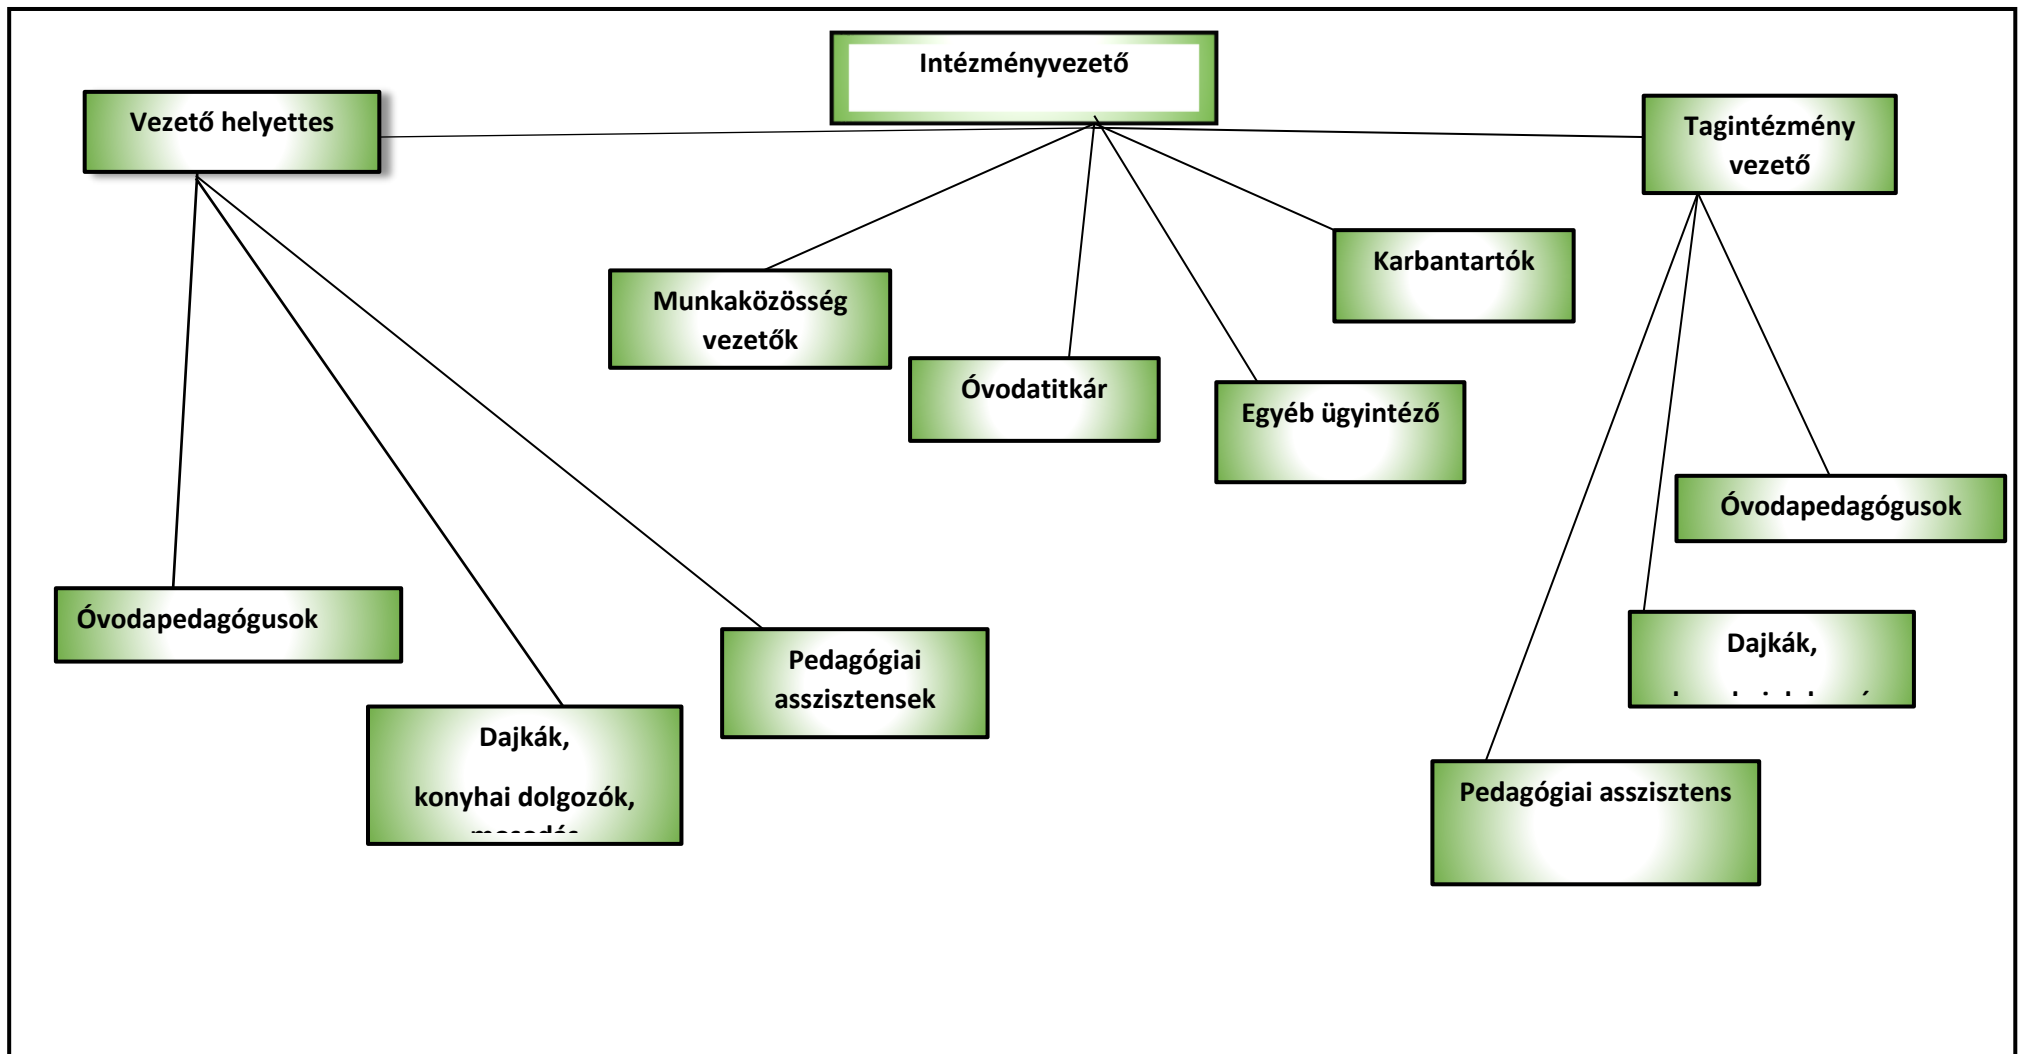 Intézményvezető
Vezető helyettes
Tagintézmény
vezető
Karbantartók
Munkaközösség
vezetők
Óvodatitkár
Egyéb ügyintéző
Óvodapedagógusok
Óvodapedagógusok
Pedagógiai
asszisztensek
Dajkák,
Dajkák,
konyhai dolgozók,
Pedagógiai asszisztens